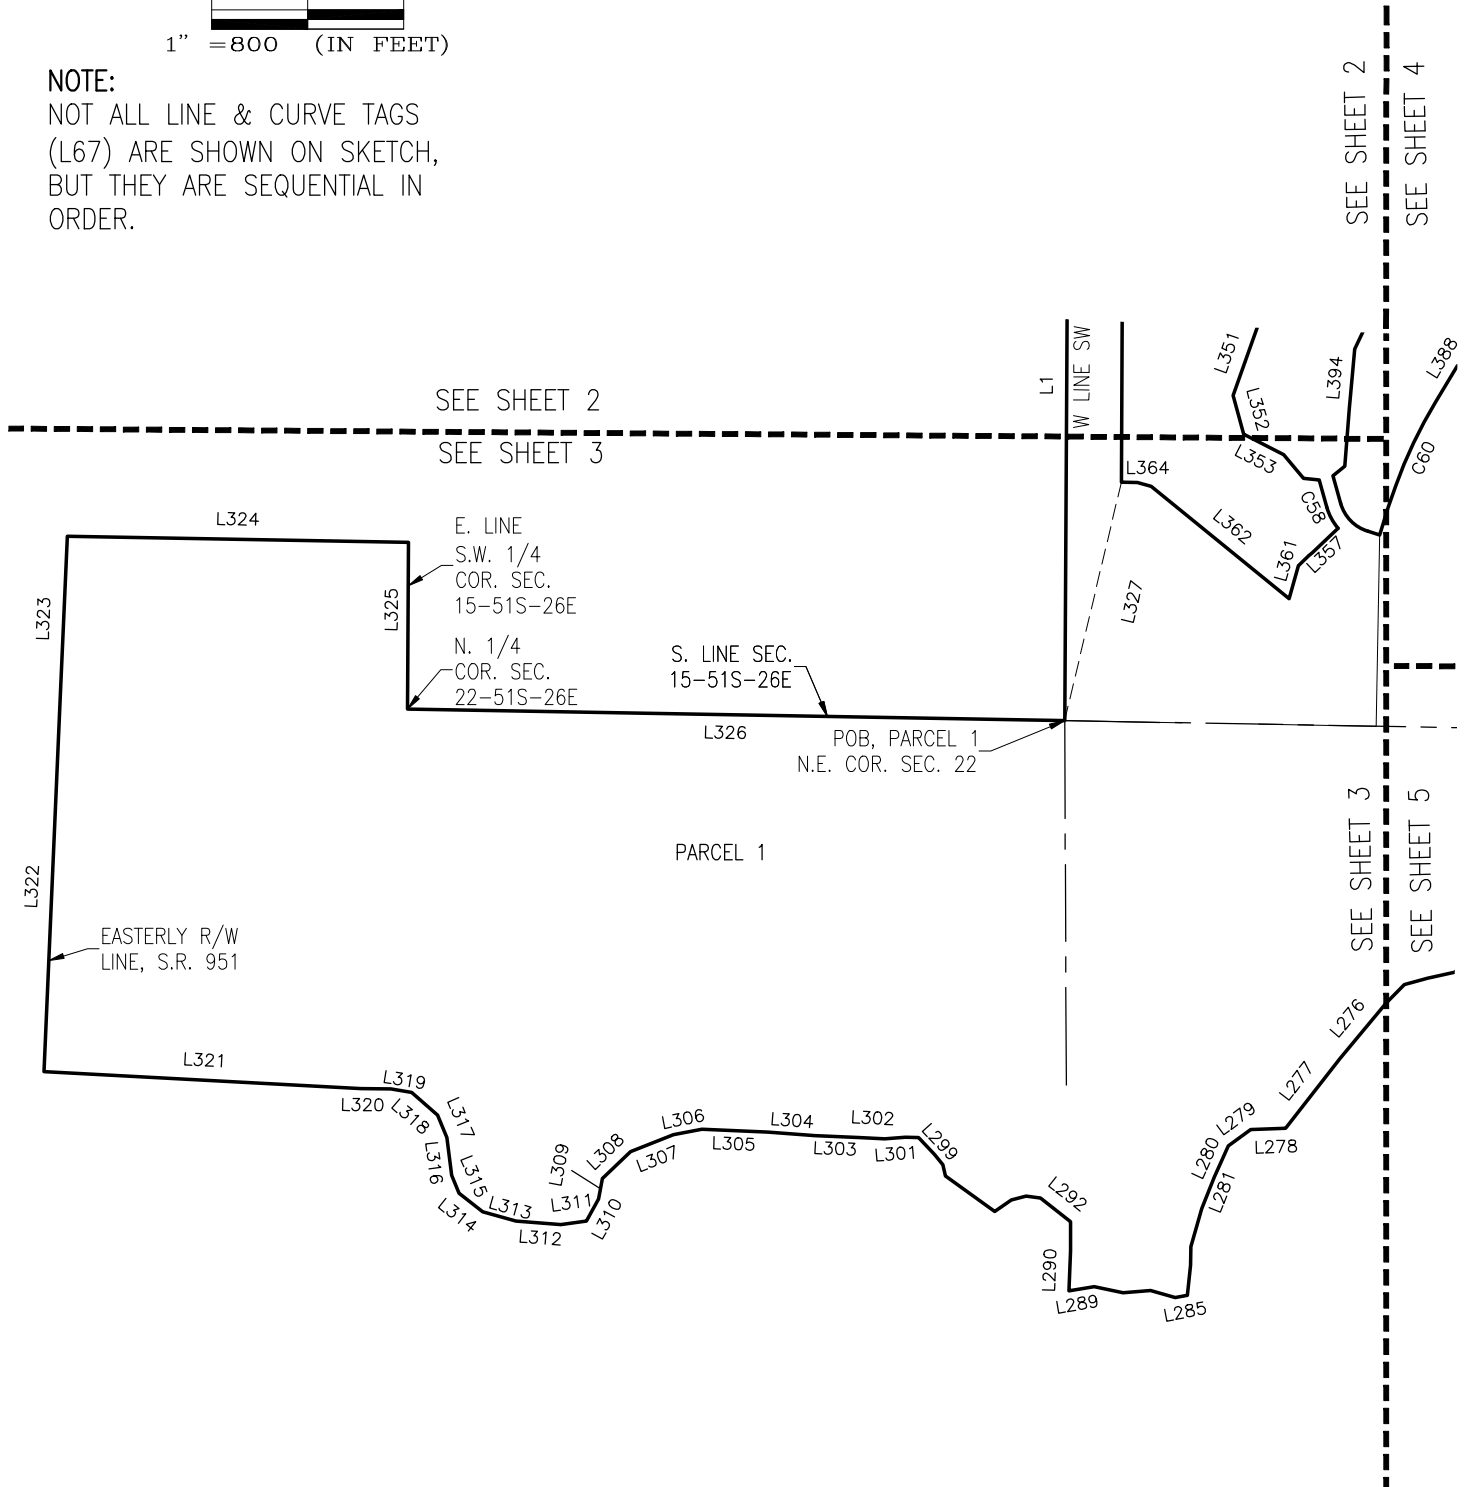 1" =800 (IN FEET)
NOTE:
NOT ALL LINE & CURVE TAGS
(L67) ARE SHOWN ON SKETCH,
BUT THEY ARE SEQUENTIAL IN
ORDER.
SEE SHEET 2
SEE SHEET 4
SEE SHEET 2
SEE SHEET 3
L1
W LINE SW
L351
L352
L353
L394
L388
C60
C58
L364
L362
L361
L357
L327
L324
L323
L325
E. LINE
S.W. 1/4
COR. SEC.
15-51S-26E
N. 1/4
COR. SEC.
22-51S-26E
S. LINE SEC.
15-51S-26E
L326
POB, PARCEL 1
N.E. COR. SEC. 22
PARCEL 1
SEE SHEET 3
SEE SHEET 5
L322
EASTERLY R/W
LINE, S.R. 951
L321
L320
L319
L318
L317
L316
L315
L314
L313
L312
L311
L310
L309
L308
L307
L306
L305
L304
L303
L302
L301
L299
L292
L290
L289
L285
L281
L280
L279
L278
L277
L276